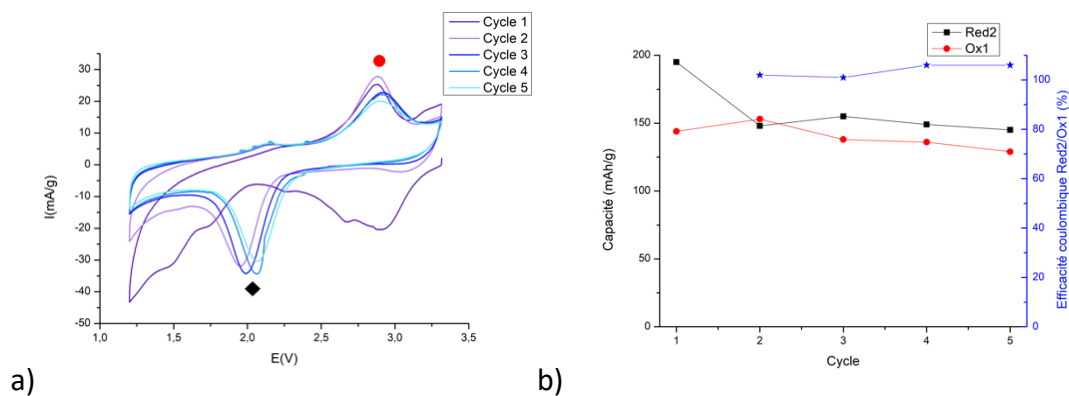 Cycle 1
Cycle 2
Cycle 3
Cycle 4
Cycle 5
I(mA/g)
30
20
10
0
-10
-20
-30
-40
-50
1,0
1,5
2,0
2,5
3,0
3,5
E(V)
a)
Red2
Ox1
Capacité (mAh/g)
200
150
100
50
0
1
2
3
4
5
Cycle
100
80
60
40
20
0
Efficacité coulombique Red2/Ox1 (%)
b)